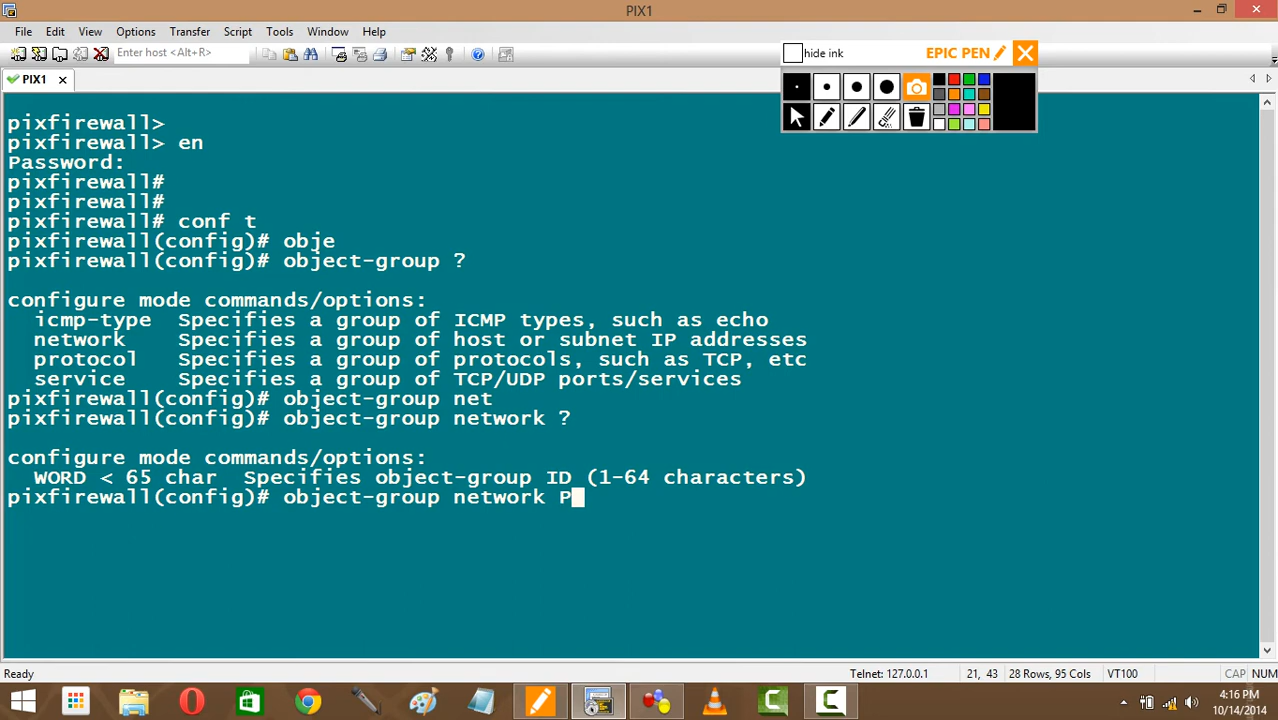 PIX1
File Edit View Options Transfer Script Tools Window Help
Enter host <Alt+R>
hide ink EPIC PEN
PIX1
pixfirewall>
pixfirewall> en
Password:
pixfirewall#
pixfirewall#
pixfirewall# conf t
pixfirewall(config)# obje
pixfirewall(config)# object-group ?
configure mode commands/options:
icmp-type Specifies a group of ICMP types, such as echo
network Specifies a group of host or subnet IP addresses
protocol Specifies a group of protocols, such as TCP, etc
service Specifies a group of TCP/UDP ports/services
pixfirewall(config)# object-group net
pixfirewall(config)# object-group network ?
configure mode commands/options:
WORD < 65 char Specifies object-group ID (1-64 characters)
pixfirewall(config)# object-group network P
Ready Telnet: 127.0.0.1 21, 43 28 Rows, 95 Cols VT100 CAP NUM
4:16 PM
10/14/2014